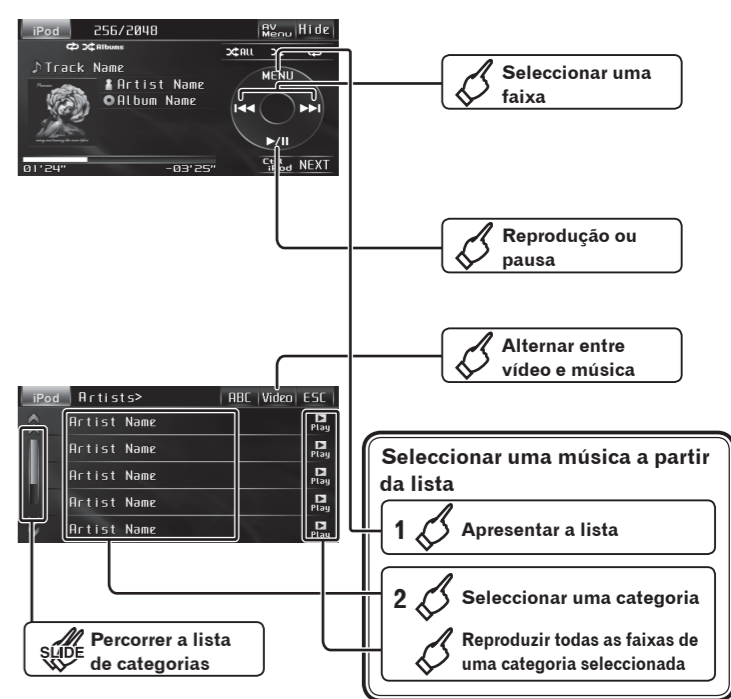 iPod 256/2048 AV Menu Hide
Albums ALL
Track Name
Artist Name
Album Name
MENU
01'24" -03'25" NEXT
Seleccionar uma
faixa
Reprodução ou
pausa
Alternar entre
vídeo e música
iPod Artists> ABC Video ESC
Artist Name Play
Artist Name Play
Artist Name Play
Artist Name Play
Artist Name Play
Seleccionar uma música a partir
da lista
1 Apresentar a lista
2 Seleccionar uma categoria
Reproduzir todas as faixas de
uma categoria seleccionada
SLIDE Percorrer a lista
de categorias